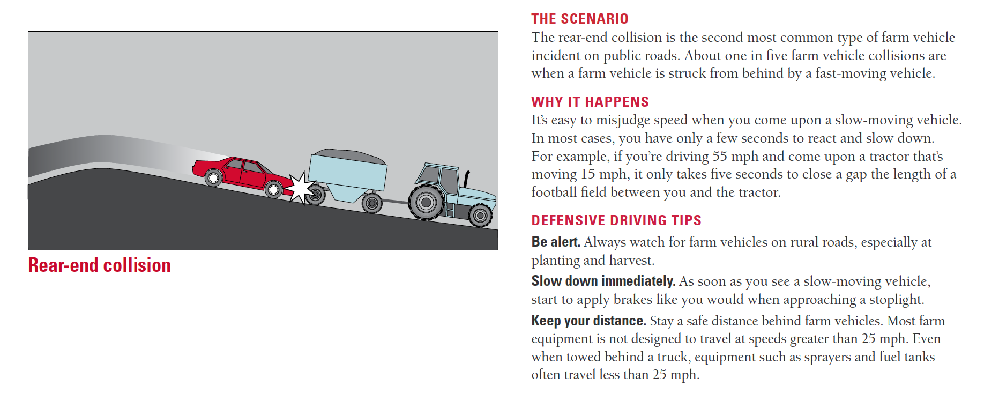 Rear-end collision
THE SCENARIO
The rear-end collision is the second most common type of farm vehicle
incident on public roads. About one in five farm vehicle collisions are
when a farm vehicle is struck from behind by a fast-moving vehicle.
WHY IT HAPPENS
It’s easy to misjudge speed when you come upon a slow-moving vehicle.
In most cases, you have only a few seconds to react and slow down.
For example, if you’re driving 55 mph and come upon a tractor that’s
moving 15 mph, it only takes five seconds to close a gap the length of a
football field between you and the tractor.
DEFENSIVE DRIVING TIPS
Be alert. Always watch for farm vehicles on rural roads, especially at
planting and harvest.
Slow down immediately. As soon as you see a slow-moving vehicle,
start to apply brakes like you would when approaching a stoplight.
Keep your distance. Stay a safe distance behind farm vehicles. Most farm
equipment is not designed to travel at speeds greater than 25 mph. Even
when towed behind a truck, equipment such as sprayers and fuel tanks
often travel less than 25 mph.